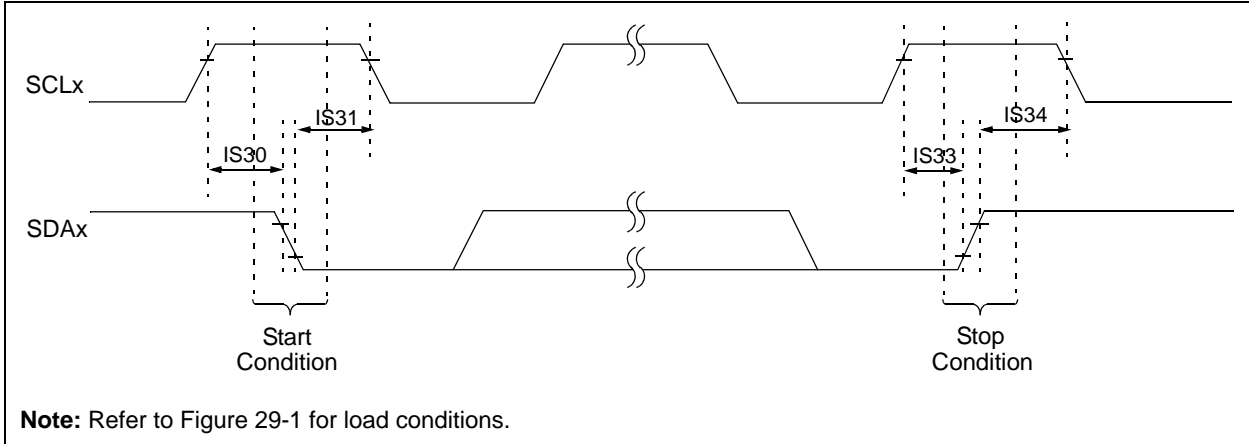 SCLx
IS31
IS34
IS30
IS33
SDAx
Start
Condition
Stop
Condition
Note: Refer to Figure 29-1 for load conditions.